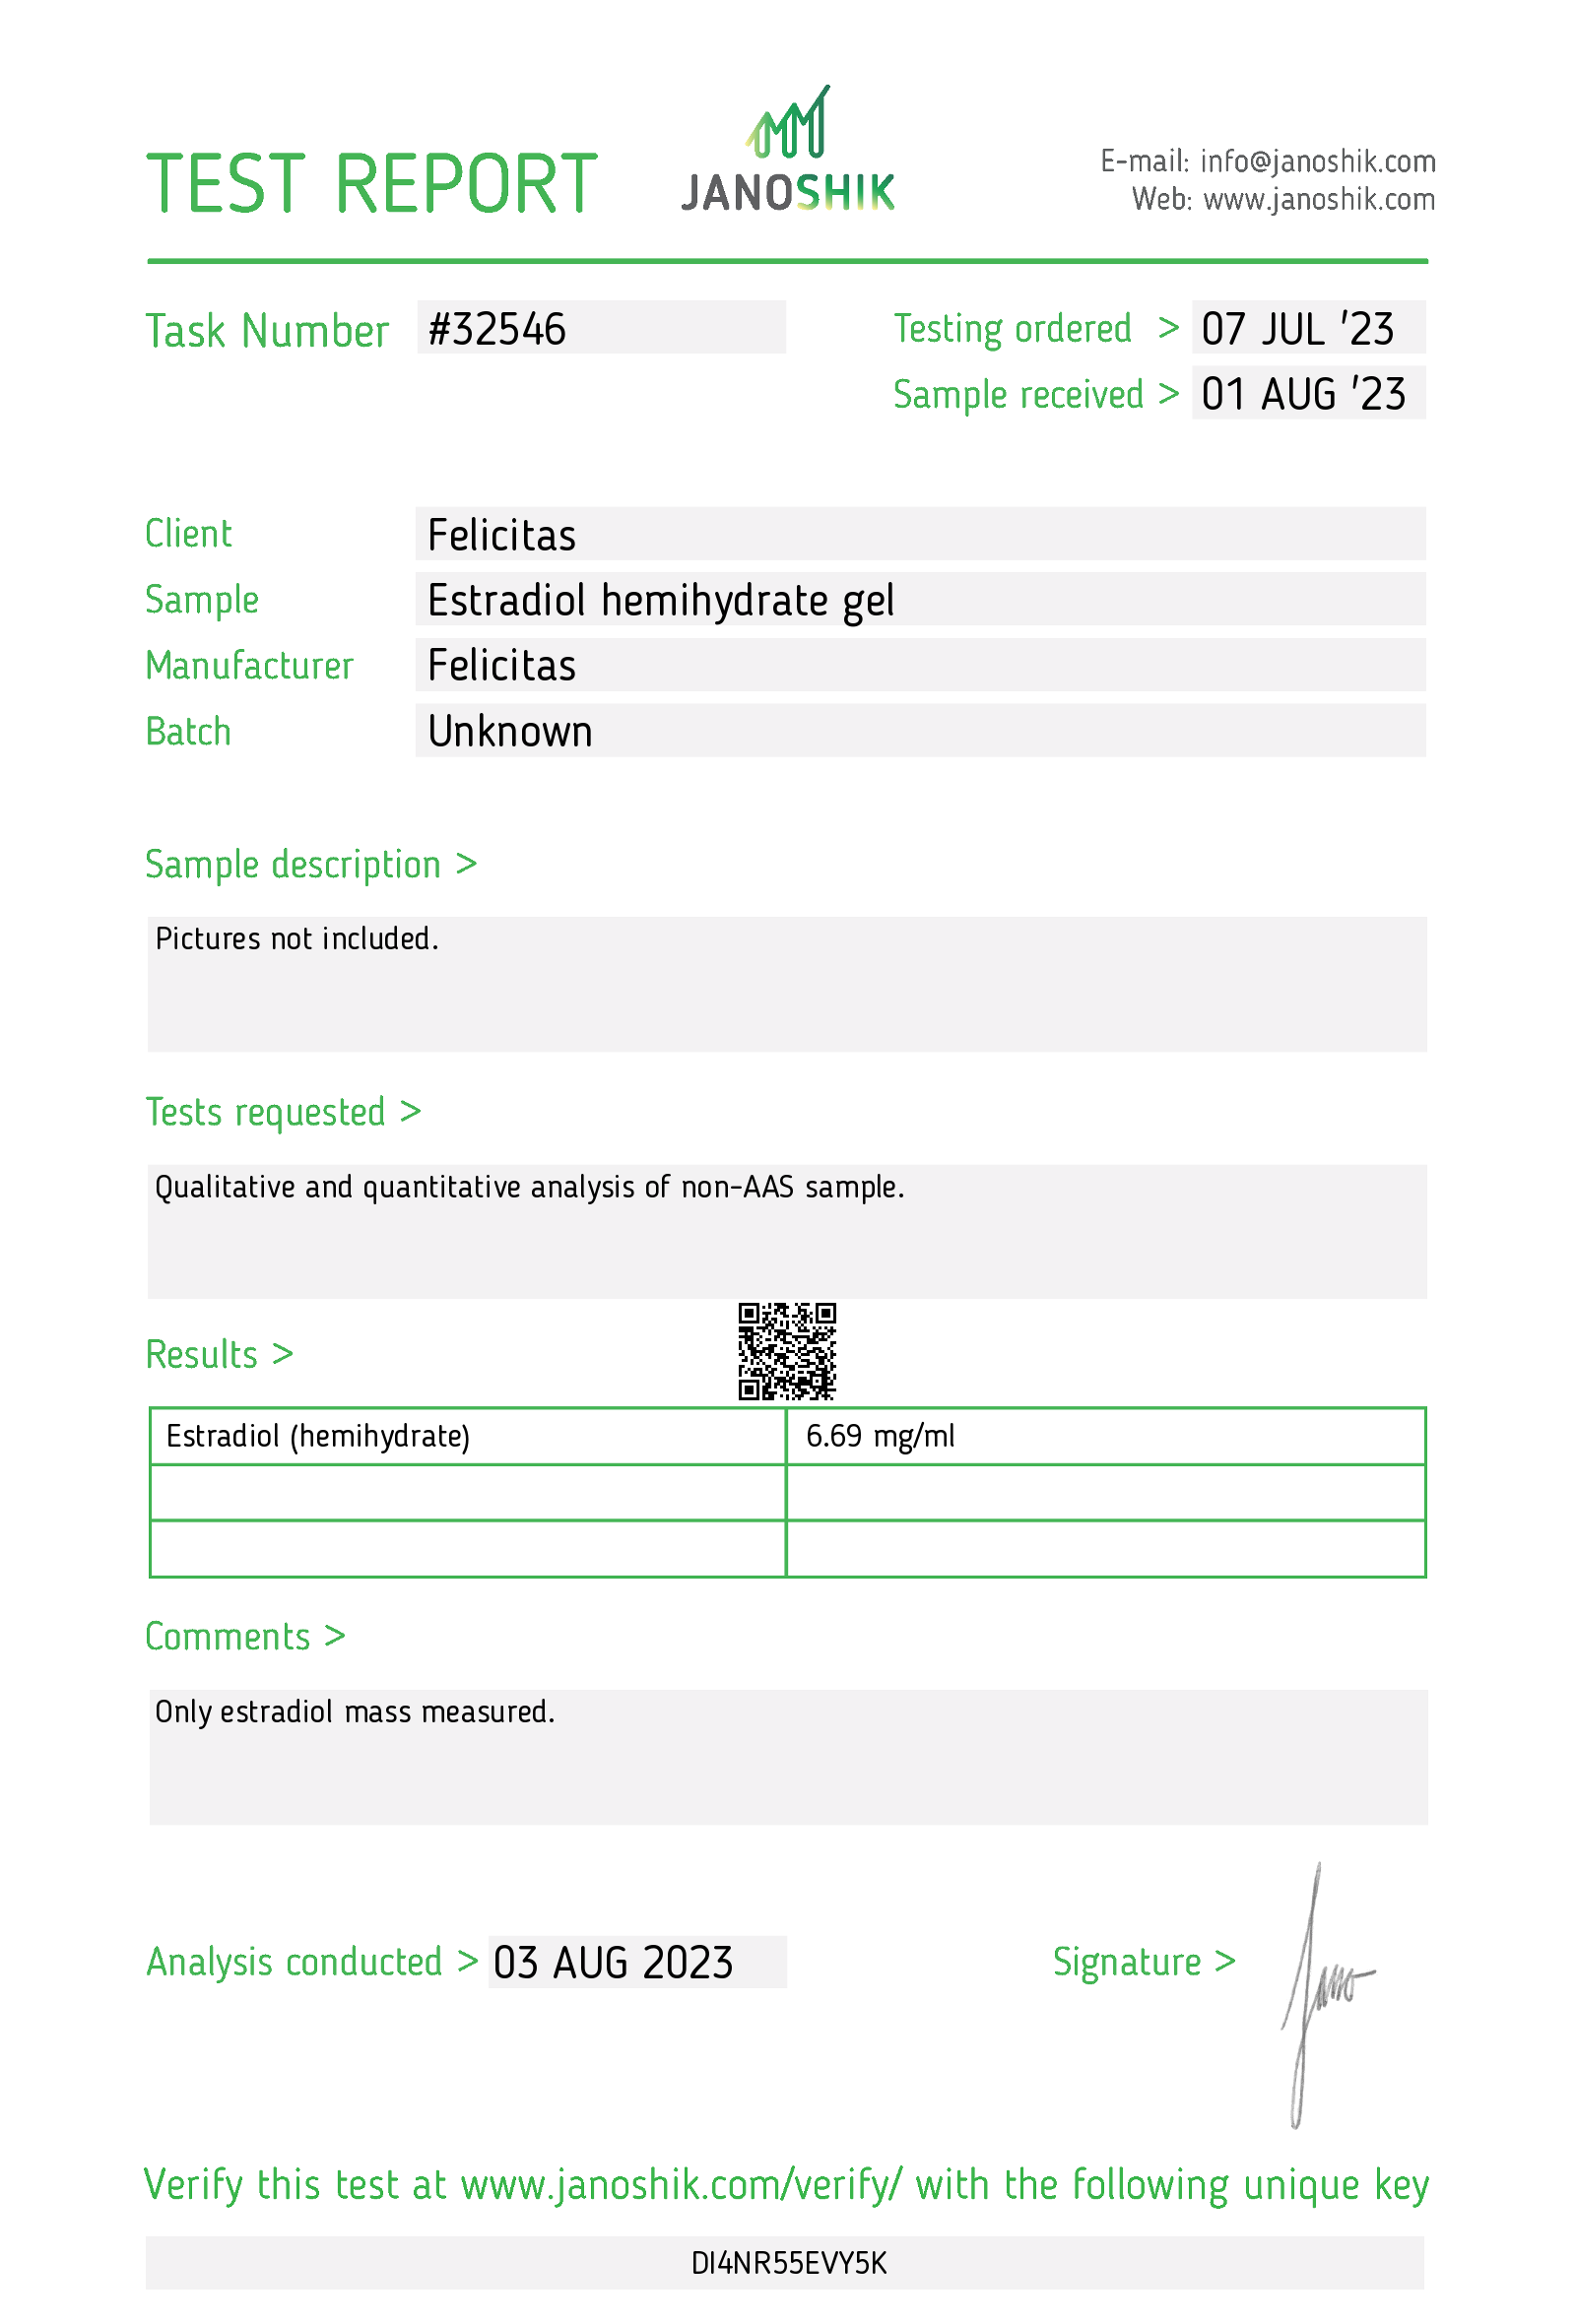 TEST REPORT
JANOSHIK
E-mail: info@janoshik.com
Web: www.janoshik.com
Task Number #32546
Testing ordered > 07 JUL '23
Sample received > 01 AUG '23
Client Felicitas
Sample Estradiol hemihydrate gel
Manufacturer Felicitas
Batch Unknown
Sample description >
Pictures not included.
Tests requested >
Qualitative and quantitative analysis of non-AAS sample.
Results >
Estradiol (hemihydrate) 6.69 mg/ml
Comments >
Only estradiol mass measured.
Analysis conducted > 03 AUG 2023
Signature >
Verify this test at www.janoshik.com/verify/ with the following unique key
DI4NR55EVY5K